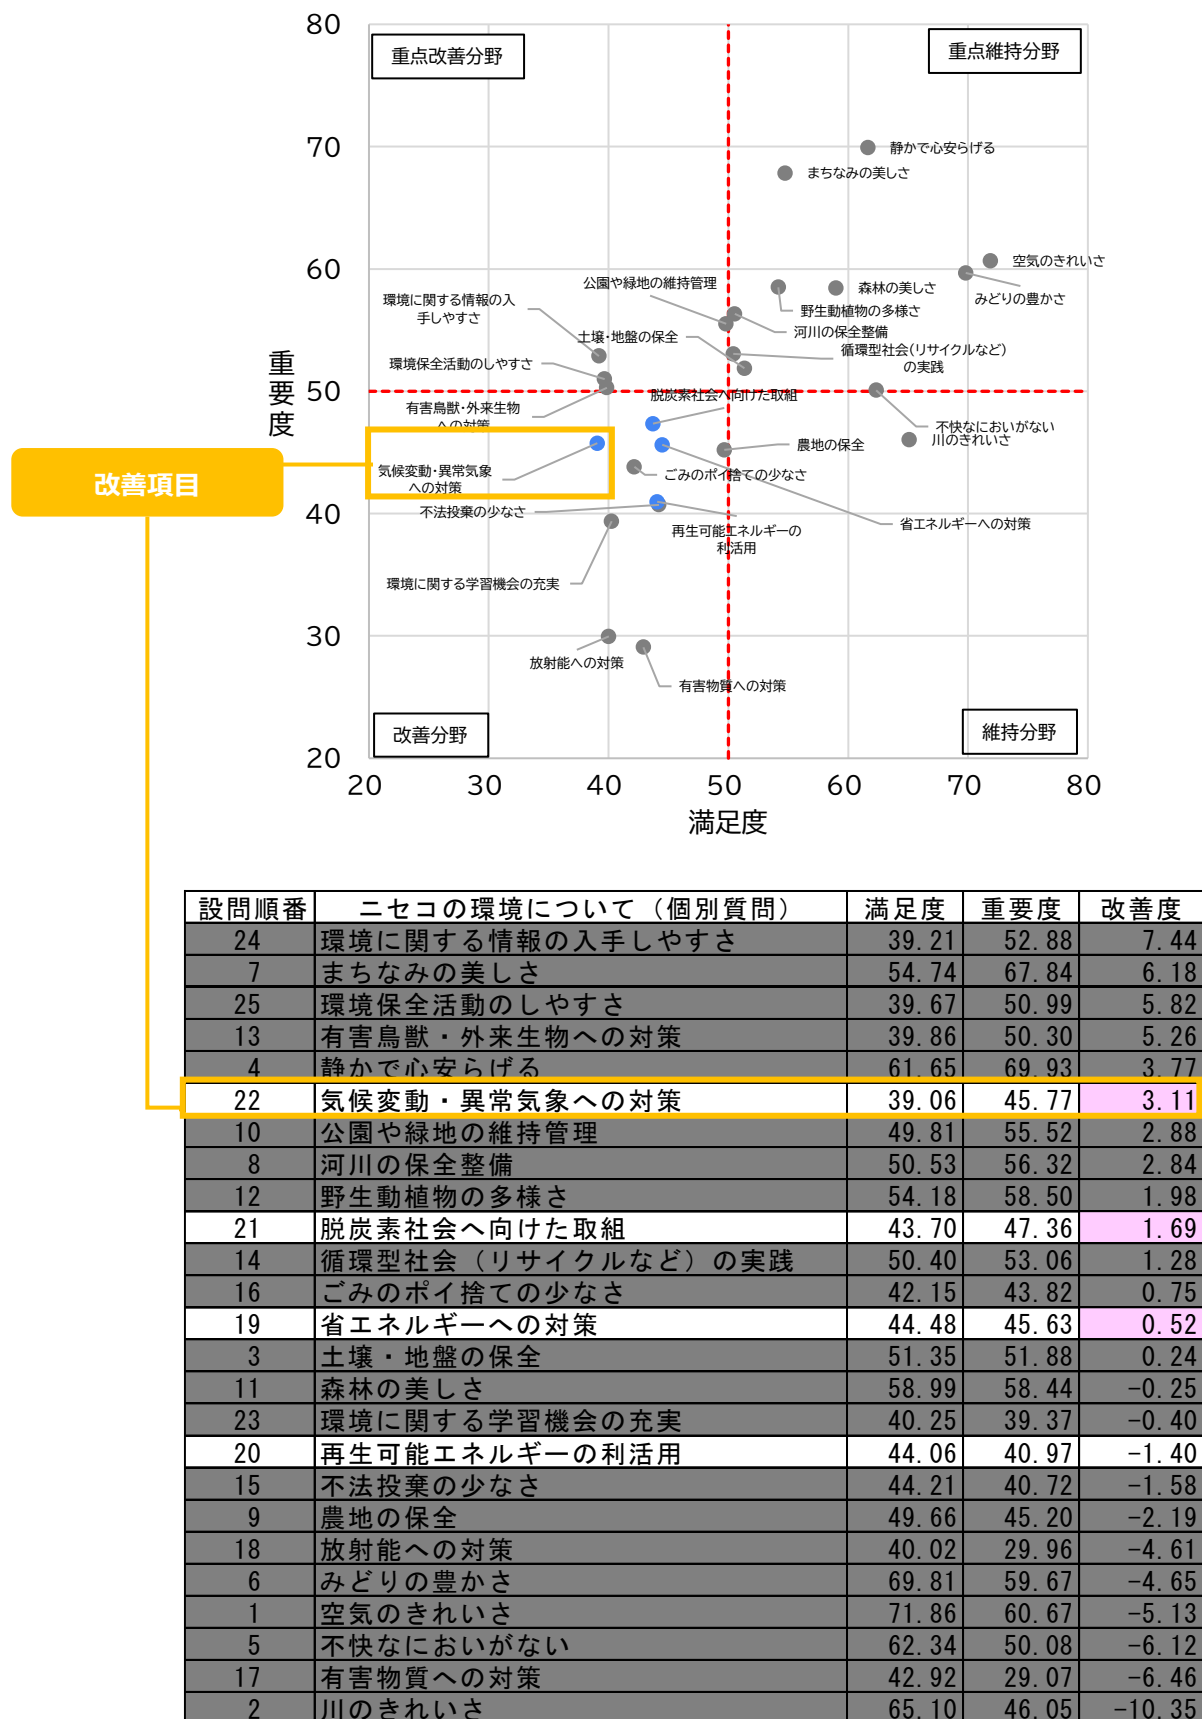 80
重点改善分野
重点維持分野
70
静かで心安らげる
まちなみの美しさ
60
空気のきれいさ
みどりの豊かさ
公園や緑地の維持管理
森林の美しさ
野生動植物の多様さ
環境に関する情報の入
手しやすさ
河川の保全整備
土壌・地盤の保全
循環型社会(リサイクルなど)
の実践
環境保全活動のしやすさ
重要度
50
脱炭素社会へ向けた取組
有害鳥獣・外来生物
への対策
不快なにおいがない
川のきれいさ
農地の保全
改善項目
気候変動・異常気象
への対策
ごみのポイ捨ての少なさ
40
不法投棄の少なさ
再生可能エネルギーの
利活用
省エネルギーへの対策
環境に関する学習機会の充実
30
放射能への対策
有害物質への対策
改善分野
維持分野
20
20 30 40 50 60 70 80
満足度
設問順番 ニセコの環境について（個別質問） 満足度 重要度 改善度
24 環境に関する情報の入手しやすさ 39.21 52.88 7.44
7 まちなみの美しさ 54.74 67.84 6.18
25 環境保全活動のしやすさ 39.67 50.99 5.82
13 有害鳥獣・外来生物への対策 39.86 50.30 5.26
4 静かで心安らげる 61.65 69.93 3.77
22 気候変動・異常気象への対策 39.06 45.77 3.11
10 公園や緑地の維持管理 49.81 55.52 2.88
8 河川の保全整備 50.53 56.32 2.84
12 野生動植物の多様さ 54.18 58.50 1.98
21 脱炭素社会へ向けた取組 43.70 47.36 1.69
14 循環型社会（リサイクルなど）の実践 50.40 53.06 1.28
16 ごみのポイ捨ての少なさ 42.15 43.82 0.75
19 省エネルギーへの対策 44.48 45.63 0.52
3 土壌・地盤の保全 51.35 51.88 0.24
11 森林の美しさ 58.99 58.44 -0.25
23 環境に関する学習機会の充実 40.25 39.37 -0.40
20 再生可能エネルギーの利活用 44.06 40.97 -1.40
15 不法投棄の少なさ 44.21 40.72 -1.58
9 農地の保全 49.66 45.20 -2.19
18 放射能への対策 40.02 29.96 -4.61
6 みどりの豊かさ 69.81 59.67 -4.65
1 空気のきれいさ 71.86 60.67 -5.13
5 不快なにおいがない 62.34 50.08 -6.12
17 有害物質への対策 42.92 29.07 -6.46
2 川のきれいさ 65.10 46.05 -10.35